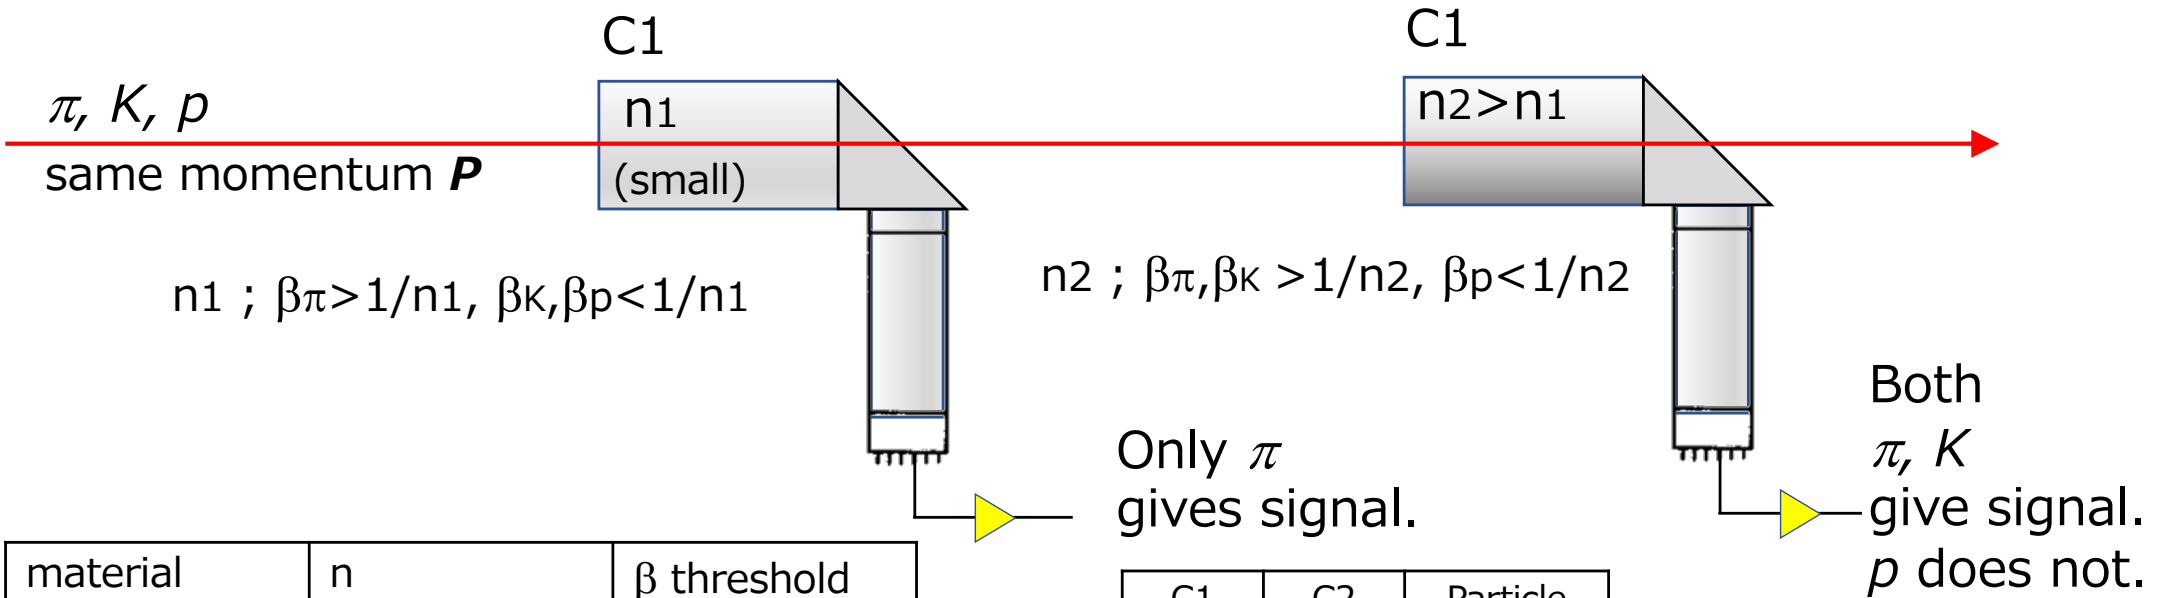 C1
C1
π, K, p
same momentum P
n1
(small)
n2>n1
n1 ; βπ>1/n1, βK,βp<1/n1
n2 ; βπ,βK >1/n2, βp<1/n2
Only π
gives signal.
Both
π, K
give signal.
p does not.
material n β threshold
C1 C2 Particle